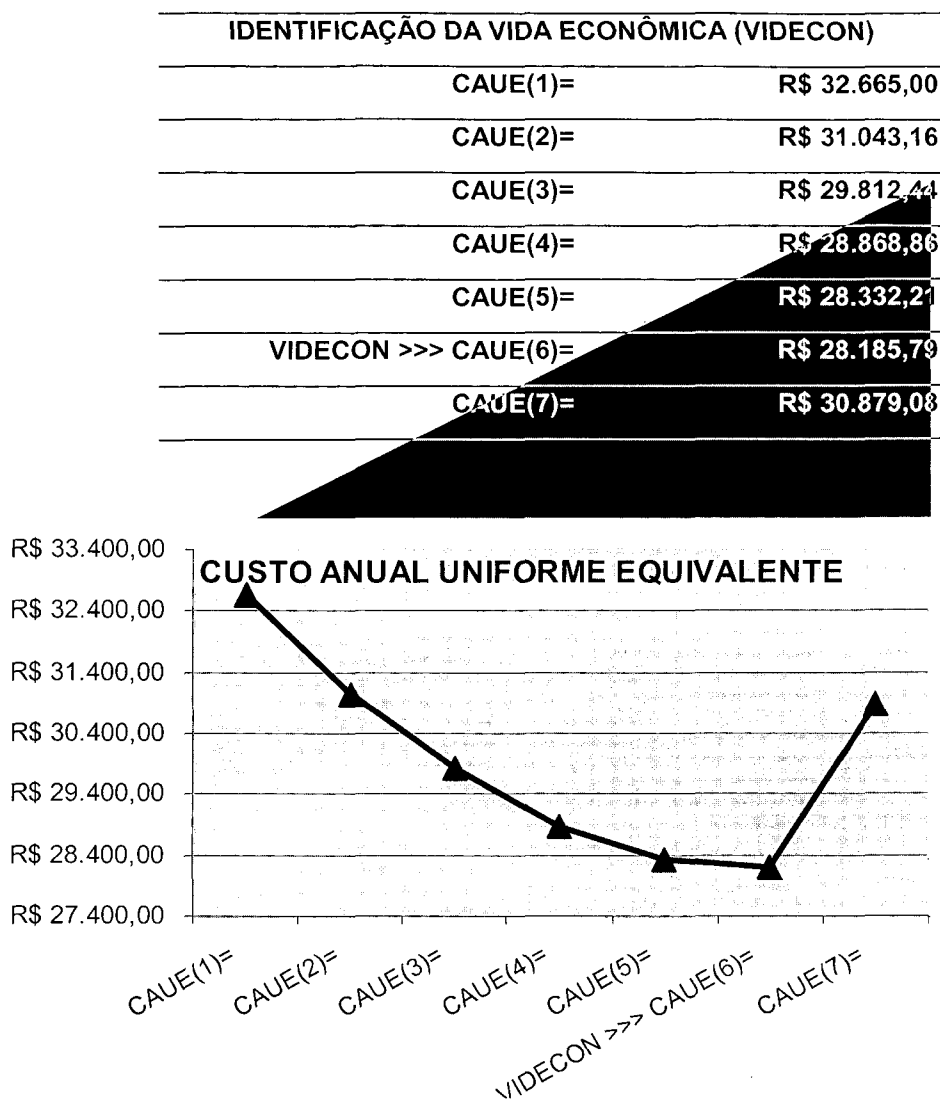 IDENTIFICAÇÃO DA VIDA ECONÔMICA (VIDECON)
CAUE(1)= R$ 32.665,00
CAUE(2)= R$ 31.043,16
CAUE(3)= R$ 29.812,44
CAUE(4)= R$ 28.868,86
CAUE(5)= R$ 28.332,21
VIDECON >>> CAUE(6)= R$ 28.185,79
CAUE(7)= R$ 30.879,08
CUSTO ANUAL UNIFORME EQUIVALENTE
R$ 33.400,00
R$ 32.400,00
R$ 31.400,00
R$ 30.400,00
R$ 29.400,00
R$ 28.400,00
R$ 27.400,00
CAUE(1)=
CAUE(2)=
CAUE(3)=
CAUE(4)=
CAUE(5)=
VIDECON >>> CAUE(6)=
CAUE(7)=